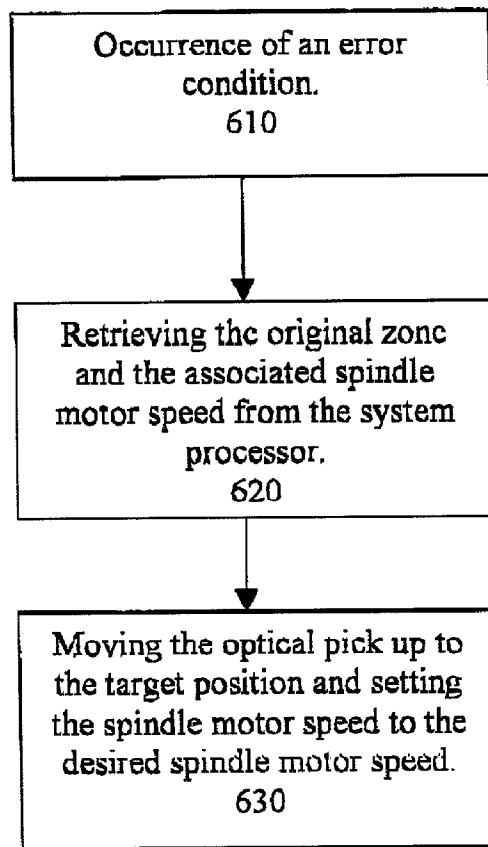 Occurrence of an error
condition.
610
Retrieving the original zone
and the associated spindle
motor speed from the system
processor.
620
Moving the optical pick up to
the target position and setting
the spindle motor speed to the
desired spindle motor speed.
630